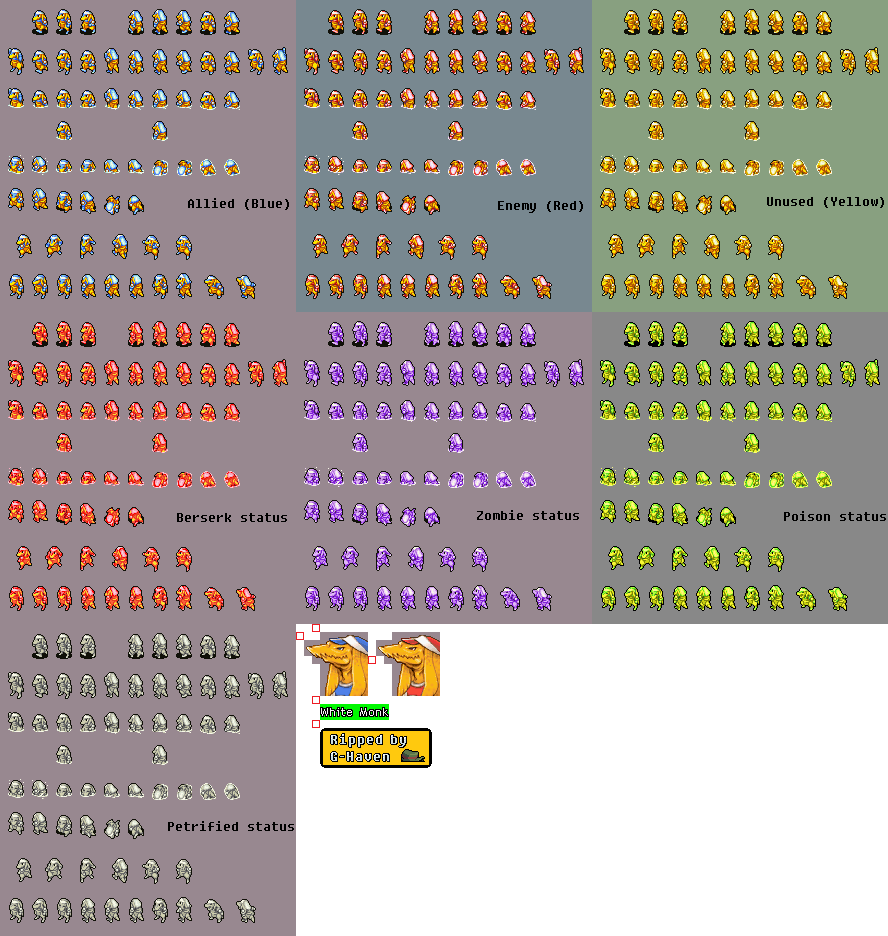 Allied (Blue)
Enemy (Red)
Unused (Yellow)
Berserk status
Zombie status
Poison status
Petrified status
White Monk
Ripped by
G-Haven